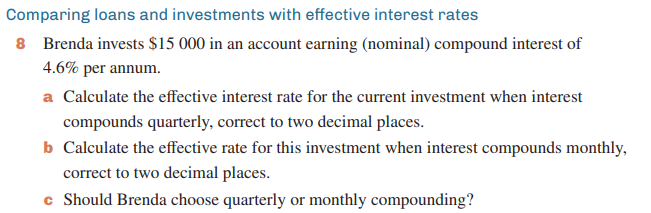 Comparing loans and investments with effective interest rates
8 Brenda invests $15 000 in an account earning (nominal) compound interest of
4.6% per annum.
a Calculate the effective interest rate for the current investment when interest
compounds quarterly, correct to two decimal places.
b Calculate the effective rate for this investment when interest compounds monthly,
correct to two decimal places.
c Should Brenda choose quarterly or monthly compounding?